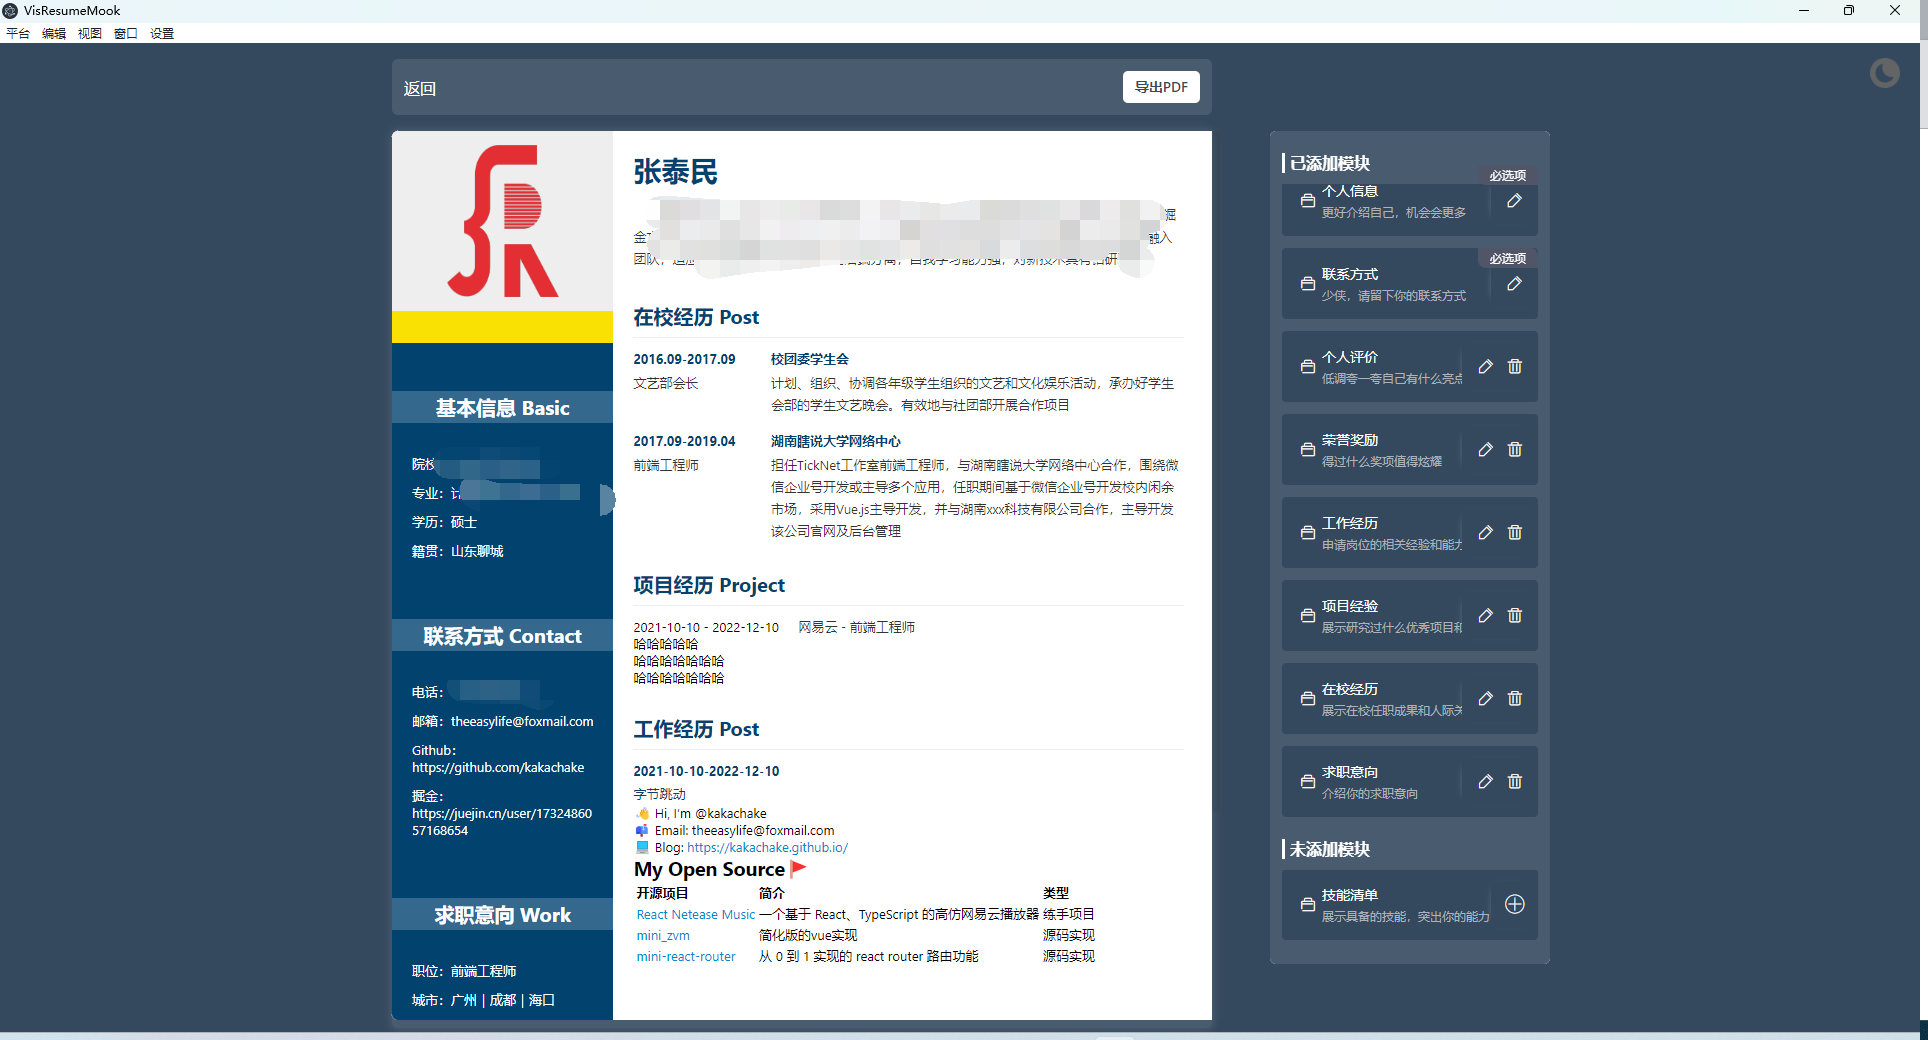 VisResumeMook
平台 编辑 视图 窗口 设置
返回
导出PDF
基本信息 Basic
院校
专业：计
学历：硕士
籍贯：山东聊城
联系方式 Contact
电话：
邮箱：theeasylife@foxmail.com
Github：
https://github.com/kakachake
掘金：
https://juejin.cn/user/17324860
57168654
求职意向 Work
职位：前端工程师
城市：广州 | 成都 | 海口
张泰民
掘
金
融入
团队，适应
，自我学习能力强，对新技术具有钻研
在校经历 Post
2016.09-2017.09 校团委学生会
文艺部会长 计划、组织、协调各年级学生组织的文艺和文化娱乐活动，承办好学生
会部的学生文艺晚会。有效地与社团部开展合作项目
2017.09-2019.04 湖南瞎说大学网络中心
前端工程师 担任TickNet工作室前端工程师，与湖南瞎说大学网络中心合作，围绕微
信企业号开发或主导多个应用，任职期间基于微信企业号开发校内闲余
市场，采用Vue.js主导开发，并与湖南xxx科技有限公司合作，主导开发
该公司官网及后台管理
项目经历 Project
2021-10-10 - 2022-12-10 网易云 - 前端工程师
哈哈哈哈哈
哈哈哈哈哈哈哈
哈哈哈哈哈哈哈
工作经历 Post
2021-10-10-2022-12-10
字节跳动
👋 Hi, I'm @kakachake
📫 Email: theeasylife@foxmail.com
💻 Blog: https://kakachake.github.io/
My Open Source🚩
开源项目 简介 类型
React Netease Music 一个基于 React、TypeScript 的高仿网易云播放器 练手项目
mini_zvm 简化版的vue实现 源码实现
mini-react-router 从 0 到 1 实现的 react router 路由功能 源码实现
已添加模块
必选项
个人信息
更好介绍自己，机会会更多
必选项
联系方式
少侠，请留下你的联系方式
个人评价
低调夸一夸自己有什么亮点
荣誉奖励
得过什么奖项值得炫耀
工作经历
申请岗位的相关经验和能力
项目经验
展示研究过什么优秀项目和
在校经历
展示在校任职成果和人际关
求职意向
介绍你的求职意向
未添加模块
技能清单
展示具备的技能，突出你的能力